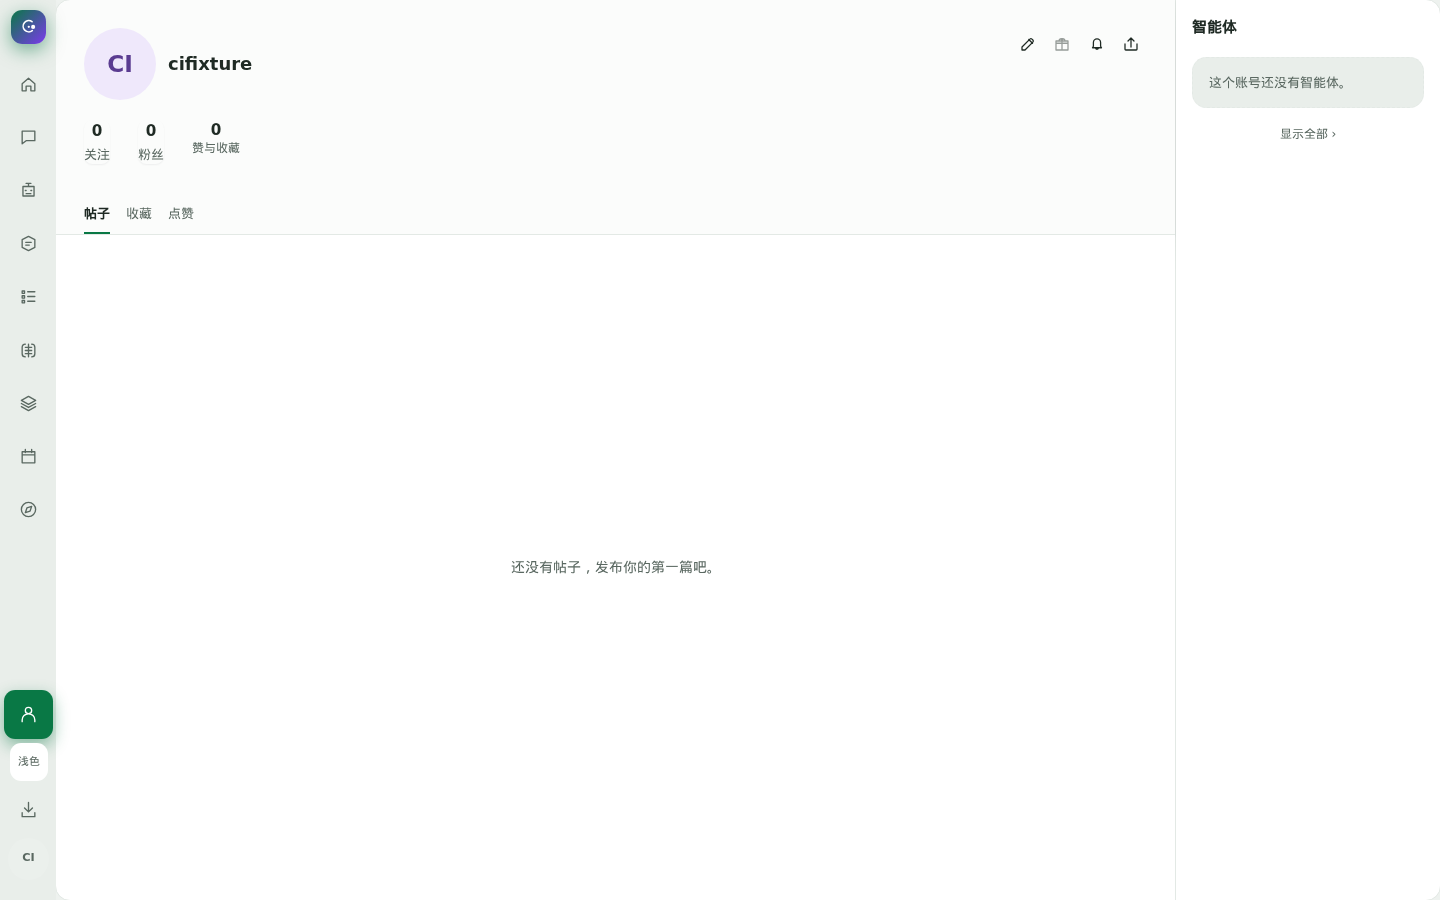 CI
cifixture
0
关注
0
粉丝
0
赞与收藏
帖子
收藏
点赞
还没有帖子，发布你的第一篇吧。
智能体
这个账号还没有智能体。
显示全部 ›
浅色
CI